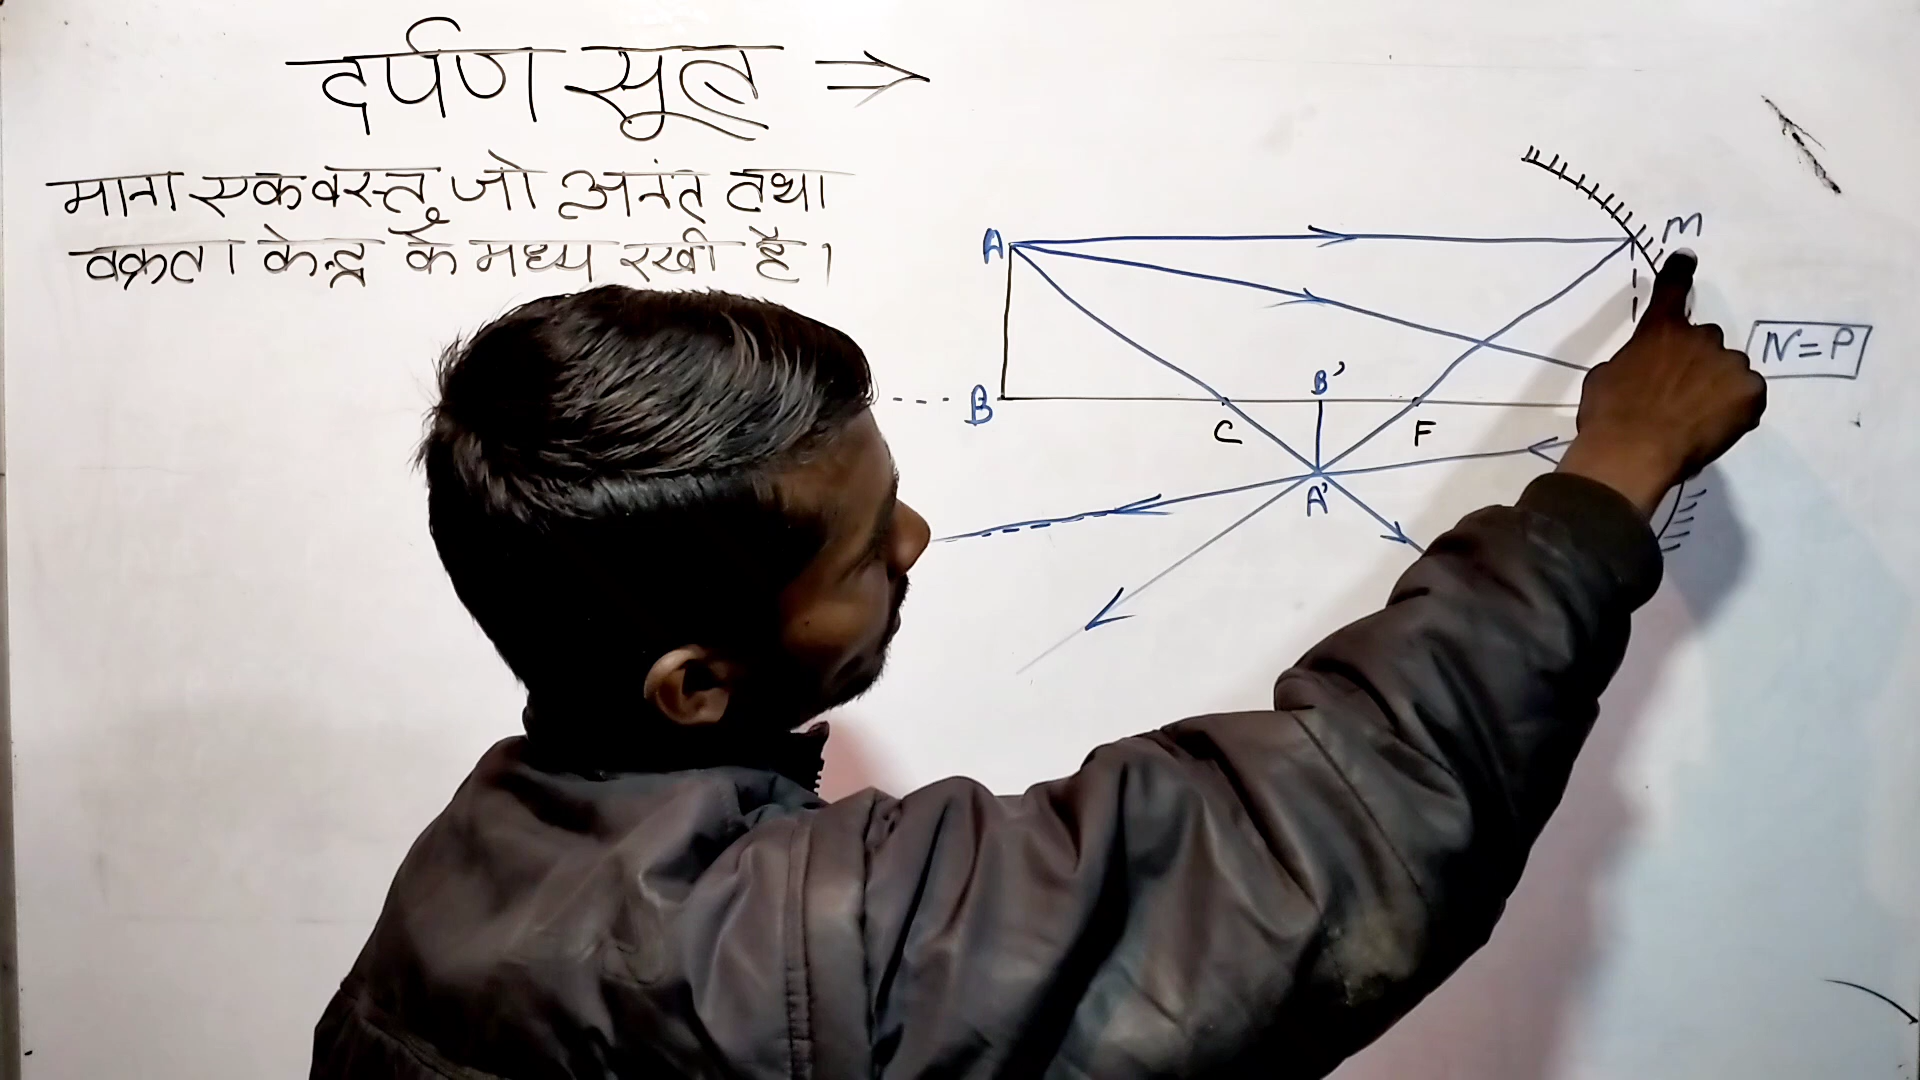 दर्पण सूत्र ⇒
माना एक वस्तु जो अनंत तथा
वक्रता केन्द्र के मध्य रखी है।
M
A
N=P
B'
B
C
F
A'